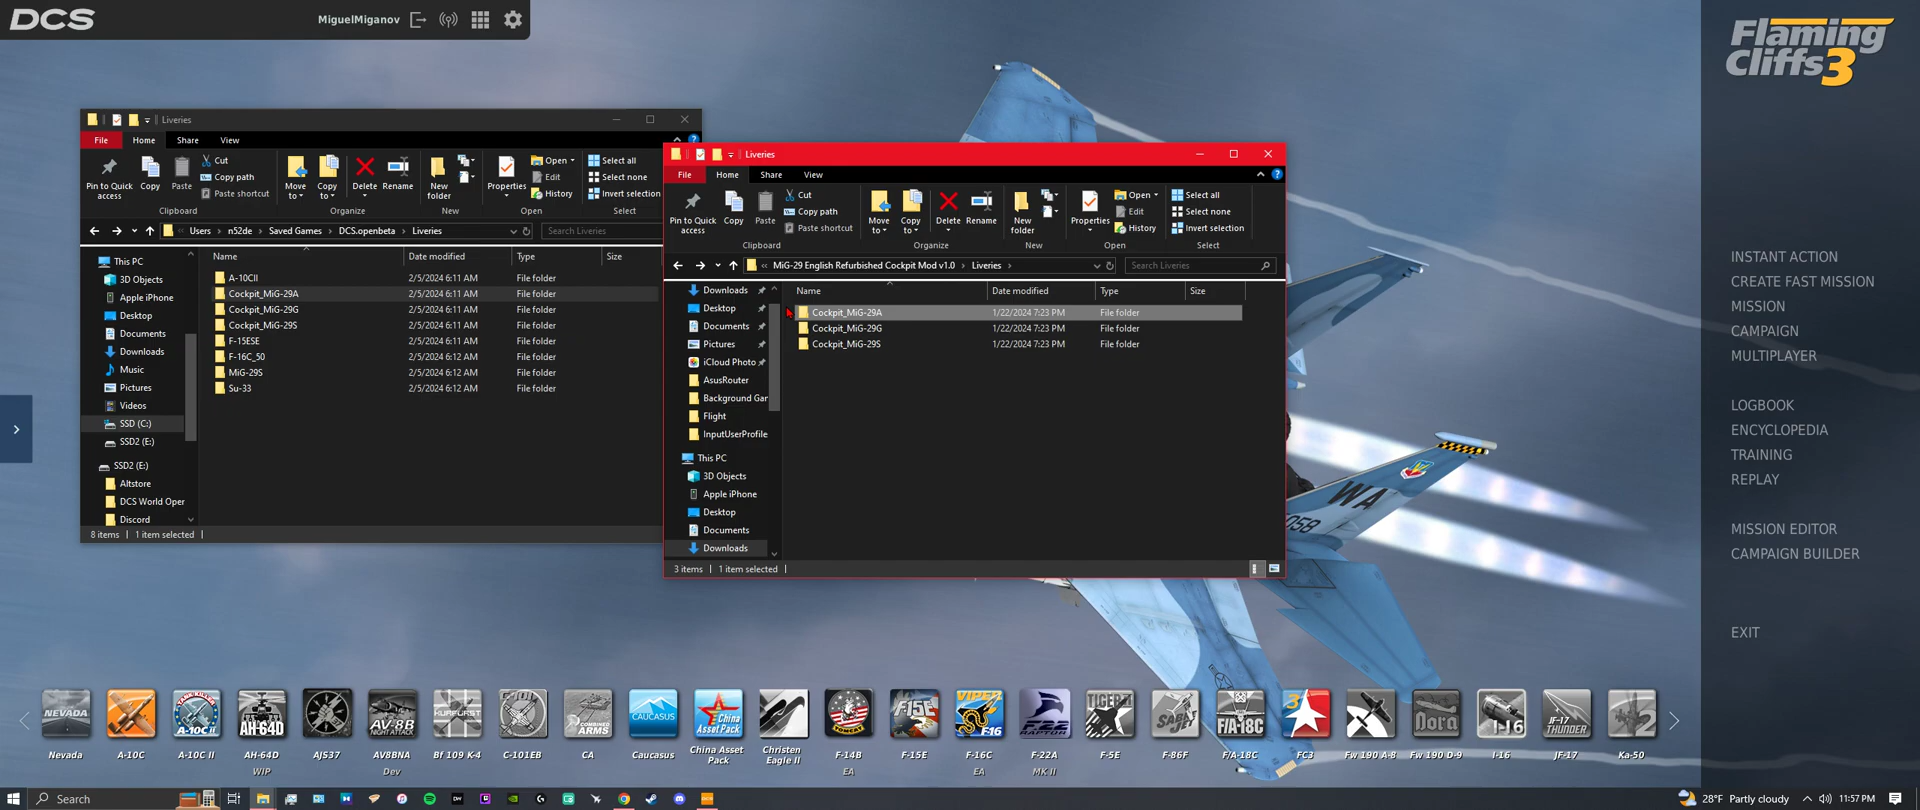 DCS
MiguelMiganov
Flaming
Cliffs 3
Liveries
File Home Share View
Pin to Quick access
Copy
Paste
Cut
Copy path
Paste shortcut
Clipboard
Move to
Copy to
Delete
Rename
Organize
New folder
New
Properties
Open
Edit
History
Open
Select all
Select none
Invert selection
Select
« Users > n52de > Saved Games > DCS.openbeta > Liveries
Search Liveries
Name Date modified Type Size
This PC
3D Objects
Apple iPhone
Desktop
Documents
Downloads
Music
Pictures
Videos
SSD (C:)
SSD2 (E:)
SSD2 (E:)
Altstore
DCS World Oper
Discord
A-10CII 2/5/2024 6:11 AM File folder
Cockpit_MiG-29A 2/5/2024 6:11 AM File folder
Cockpit_MiG-29G 2/5/2024 6:11 AM File folder
Cockpit_MiG-29S 2/5/2024 6:11 AM File folder
F-15ESE 2/5/2024 6:11 AM File folder
F-16C_50 2/5/2024 6:12 AM File folder
MiG-29S 2/5/2024 6:12 AM File folder
Su-33 2/5/2024 6:12 AM File folder
8 items 1 item selected
Liveries
File Home Share View
Pin to Quick access
Copy
Paste
Cut
Copy path
Paste shortcut
Clipboard
Move to
Copy to
Delete
Rename
Organize
New folder
New
Properties
Open
Edit
History
Open
Select all
Select none
Invert selection
Select
« MiG-29 English Refurbished Cockpit Mod v1.0 > Liveries >
Search Liveries
Name Date modified Type Size
Downloads
Desktop
Documents
Pictures
iCloud Photo
AsusRouter
Background Gar
Flight
InputUserProfile
This PC
3D Objects
Apple iPhone
Desktop
Documents
Downloads
Cockpit_MiG-29A 1/22/2024 7:23 PM File folder
Cockpit_MiG-29G 1/22/2024 7:23 PM File folder
Cockpit_MiG-29S 1/22/2024 7:23 PM File folder
3 items 1 item selected
WA
058
INSTANT ACTION
CREATE FAST MISSION
MISSION
CAMPAIGN
MULTIPLAYER
LOGBOOK
ENCYCLOPEDIA
TRAINING
REPLAY
MISSION EDITOR
CAMPAIGN BUILDER
EXIT
Nevada
A-10C
A-10C II
AH-64D
WIP
AJS37
AV8BNA
Dev
Bf 109 K-4
C-101EB
CA
Caucasus
China Asset Pack
Christen Eagle II
F-14B
EA
F-15E
F-16C
EA
F-22A
MK II
F-5E
F-86F
F/A-18C
FC3
Fw 190 A-8
Fw 190 D-9
I-16
JF-17
Ka-50
Search
28°F Partly cloudy
11:57 PM